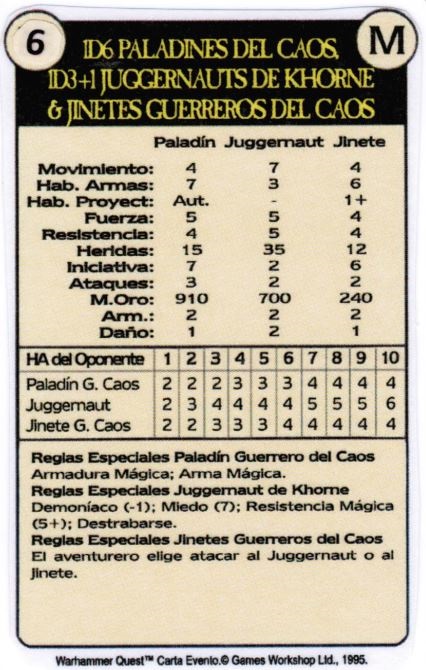 6
M
1D6 PALADINES DEL CAOS,
1D3+1 JUGGERNAUTS DE KHORNE
& JINETES GUERREROS DEL CAOS
Paladín Juggernaut Jinete
Movimiento: 4 7 4
Hab. Armas: 7 3 6
Hab. Proyect: Aut. - 1+
Fuerza: 5 5 4
Resistencia: 4 5 4
Heridas: 15 35 12
Iniciativa: 7 2 6
Ataques: 3 2 2
M.Oro: 910 700 240
Arm.: 2 2 2
Daño: 1 2 1
HA del Oponente 1 2 3 4 5 6 7 8 9 10
Paladín G. Caos 2 2 2 3 3 3 4 4 4 4
Juggernaut 2 3 4 4 4 4 5 5 5 6
Jinete G. Caos 2 2 3 3 3 4 4 4 4 4
Reglas Especiales Paladín Guerrero del Caos
Armadura Mágica; Arma Mágica.
Reglas Especiales Juggernaut de Khorne
Demoníaco (-1); Miedo (7); Resistencia Mágica
(5+); Destrabarse.
Reglas Especiales Jinetes Guerreros del Caos
El aventurero elige atacar al Juggernaut o al
Jinete.
Warhammer Quest™ Carta Evento.© Games Workshop Ltd., 1995.